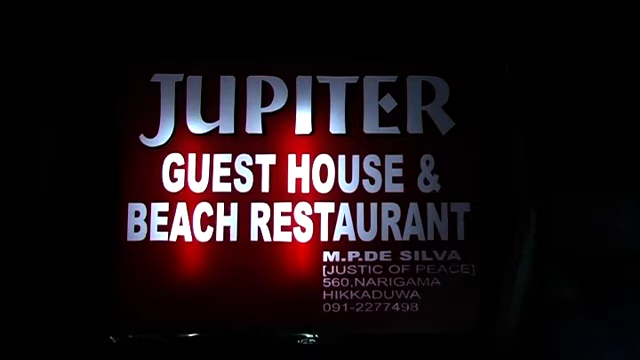 JUPITER
GUEST HOUSE &
BEACH RESTAURANT
M.P.DE SILVA
[JUSTIC OF PEACE]
560,NARIGAMA
HIKKADUWA
091-2277498